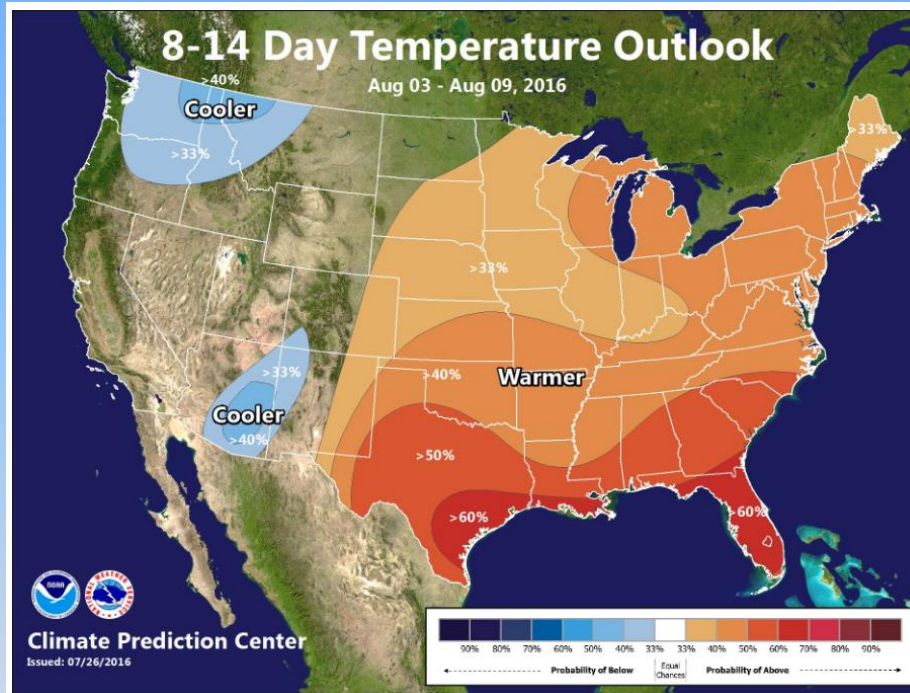 8-14 Day Temperature Outlook
Aug 03 - Aug 09, 2016
>40%
Cooler
>33%
>33%
>33%
>33%
Cooler
>40%
>40%
Warmer
>50%
>60%
>60%
NOAA
Climate Prediction Center
Issued: 07/26/2016
90% 80% 70% 60% 50% 40% 33% 33% 40% 50% 60% 70% 80% 90%
Probability of Below Equal Chances Probability of Above